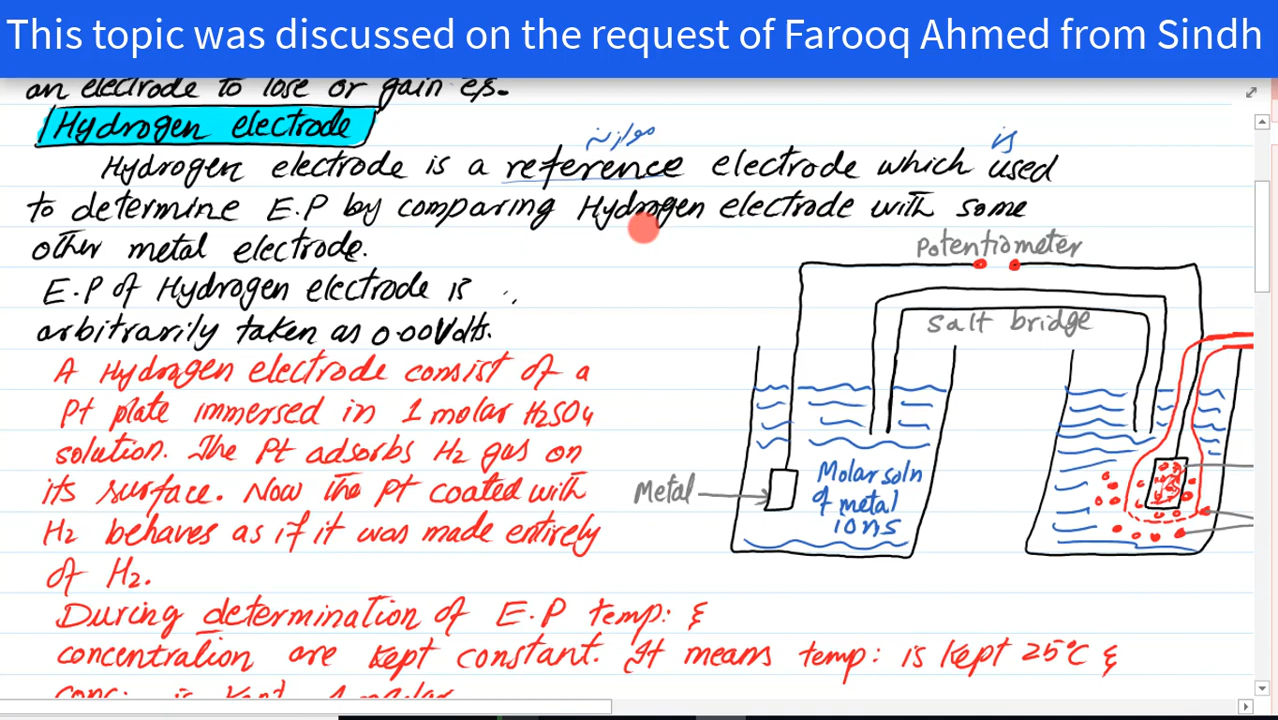 This topic was discussed on the request of Farooq Ahmed from Sindh
an electrode to lose or gain e̅s.
Hydrogen electrode
موازنہ
is
Hydrogen electrode is a reference electrode which used
to determine E.P by comparing Hydrogen electrode with some
other metal electrode.
E.P of Hydrogen electrode is
arbitrarily taken as 0.00Volts.
A Hydrogen electrode consist of a
Pt plate immersed in 1 molar H2SO4
solution. The Pt adsorbs H2 gas on
its surface. Now the pt coated with
H2 behaves as if it was made entirely
of H2.
During determination of E.P temp: &
concentration are kept constant. It means temp: is kept 25°C &
conc: is kept 1 molar
Potentiometer
Salt bridge
Metal
Molar soln
of metal
ions